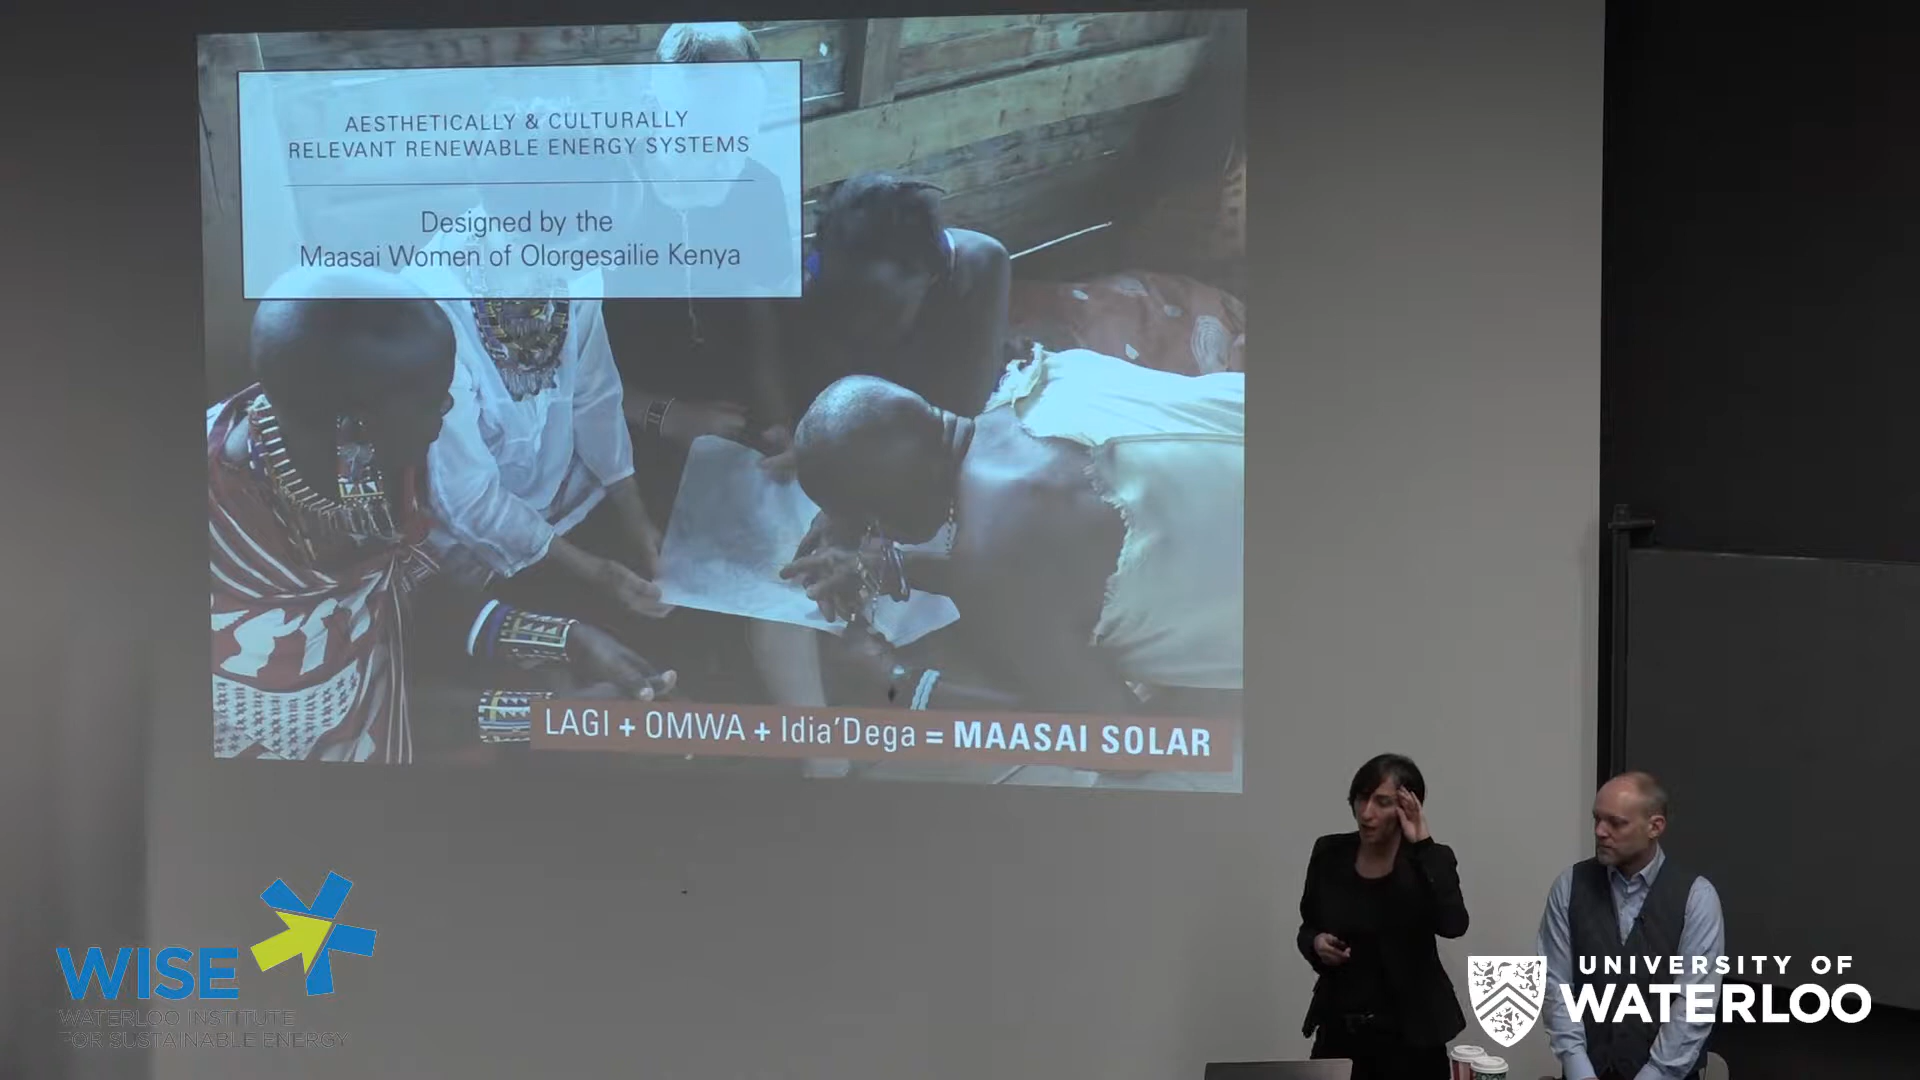 AESTHETICALLY & CULTURALLY
RELEVANT RENEWABLE ENERGY SYSTEMS
Designed by the
Maasai Women of Olorgesailie Kenya
LAGI + OMWA + Idia'Dega = MAASAI SOLAR
WISE
WATERLOO INSTITUTE
FOR SUSTAINABLE ENERGY
UNIVERSITY OF
WATERLOO